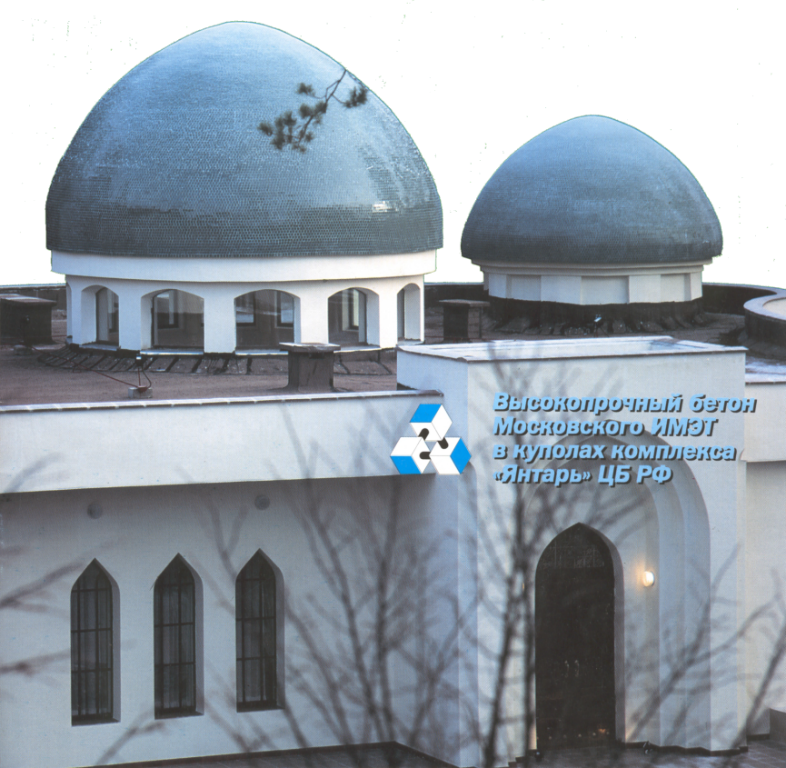 Высокопрочный бетон
Московского ИМЭТ
в куполах комплекса
«Янтарь» ЦБ РФ